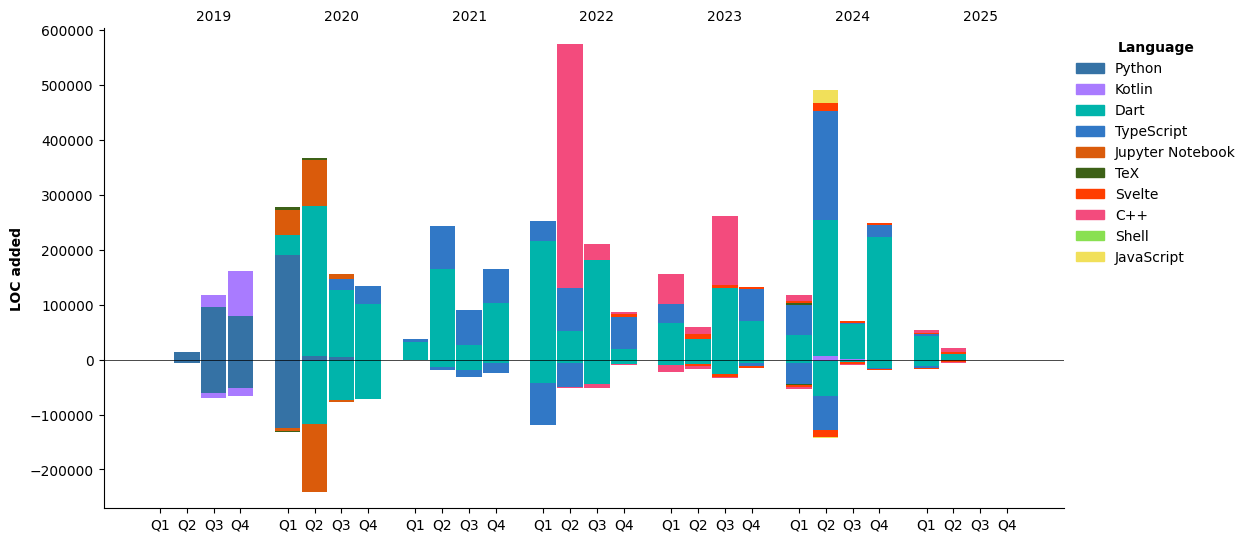 2019 2020 2021 2022 2023 2024 2025
600000
500000
400000
300000
200000
100000
0
−100000
−200000
LOC added
Q1 Q2 Q3 Q4 Q1 Q2 Q3 Q4 Q1 Q2 Q3 Q4 Q1 Q2 Q3 Q4 Q1 Q2 Q3 Q4 Q1 Q2 Q3 Q4 Q1 Q2 Q3 Q4
Language
Python
Kotlin
Dart
TypeScript
Jupyter Notebook
TeX
Svelte
C++
Shell
JavaScript